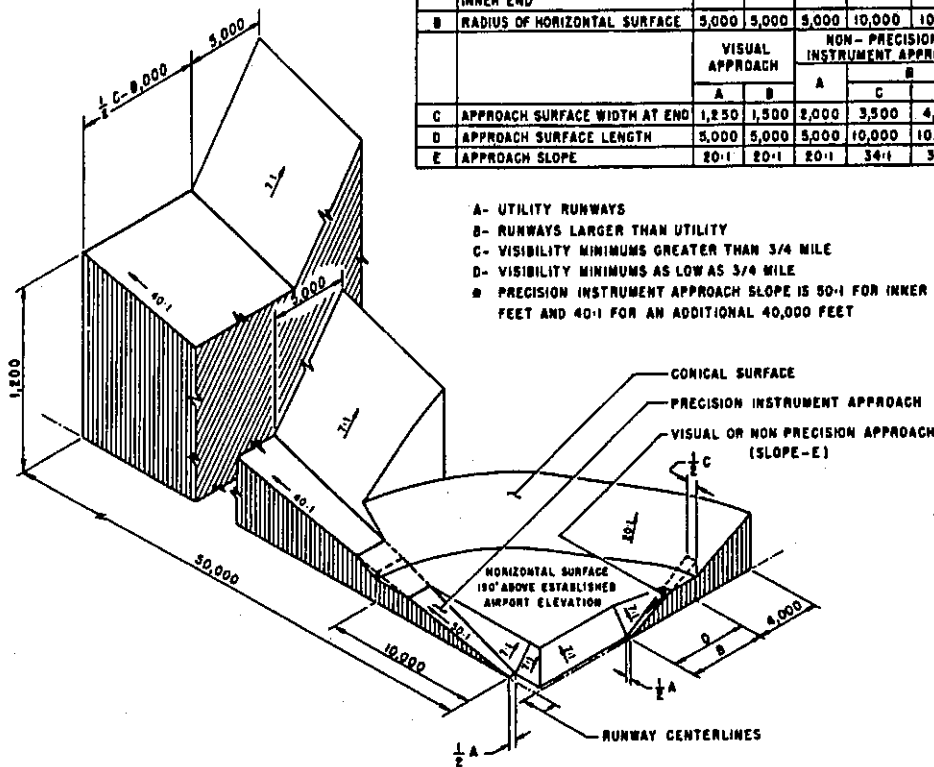 INNER END
B RADIUS OF HORIZONTAL SURFACE 5,000 5,000 5,000 10,000
VISUAL APPROACH
NON-PRECISION
A B A B
C
C APPROACH SURFACE WIDTH AT END 1,250 1,500 2,000 3,500
D APPROACH SURFACE LENGTH 5,000 5,000 5,000 10,000
E APPROACH SLOPE 20:1 20:1 20:1 34:1
A- UTILITY RUNWAYS
B- RUNWAYS LARGER THAN UTILITY
C- VISIBILITY MINIMUMS GREATER THAN 3/4 MILE
D- VISIBILITY MINIMUMS AS LOW AS 3/4 MILE
PRECISION INSTRUMENT APPROACH SLOPE IS 50:1 FOR INNER
FEET AND 40:1 FOR AN ADDITIONAL 40,000 FEET
5,000
1/2 C-8,000
7:1
40:1
5,000
1,200
7:1
40:1
CONICAL SURFACE
PRECISION INSTRUMENT APPROACH
VISUAL OR NON PRECISION APPROACH
(SLOPE-E)
1/2 C
20:1
50,000
HORIZONTAL SURFACE
150' ABOVE ESTABLISHED
AIRPORT ELEVATION
50:1
10,000
7:1
7:1
7:1
7:1
D
B
4,000
1/2 A
RUNWAY CENTERLINES
1/2 A